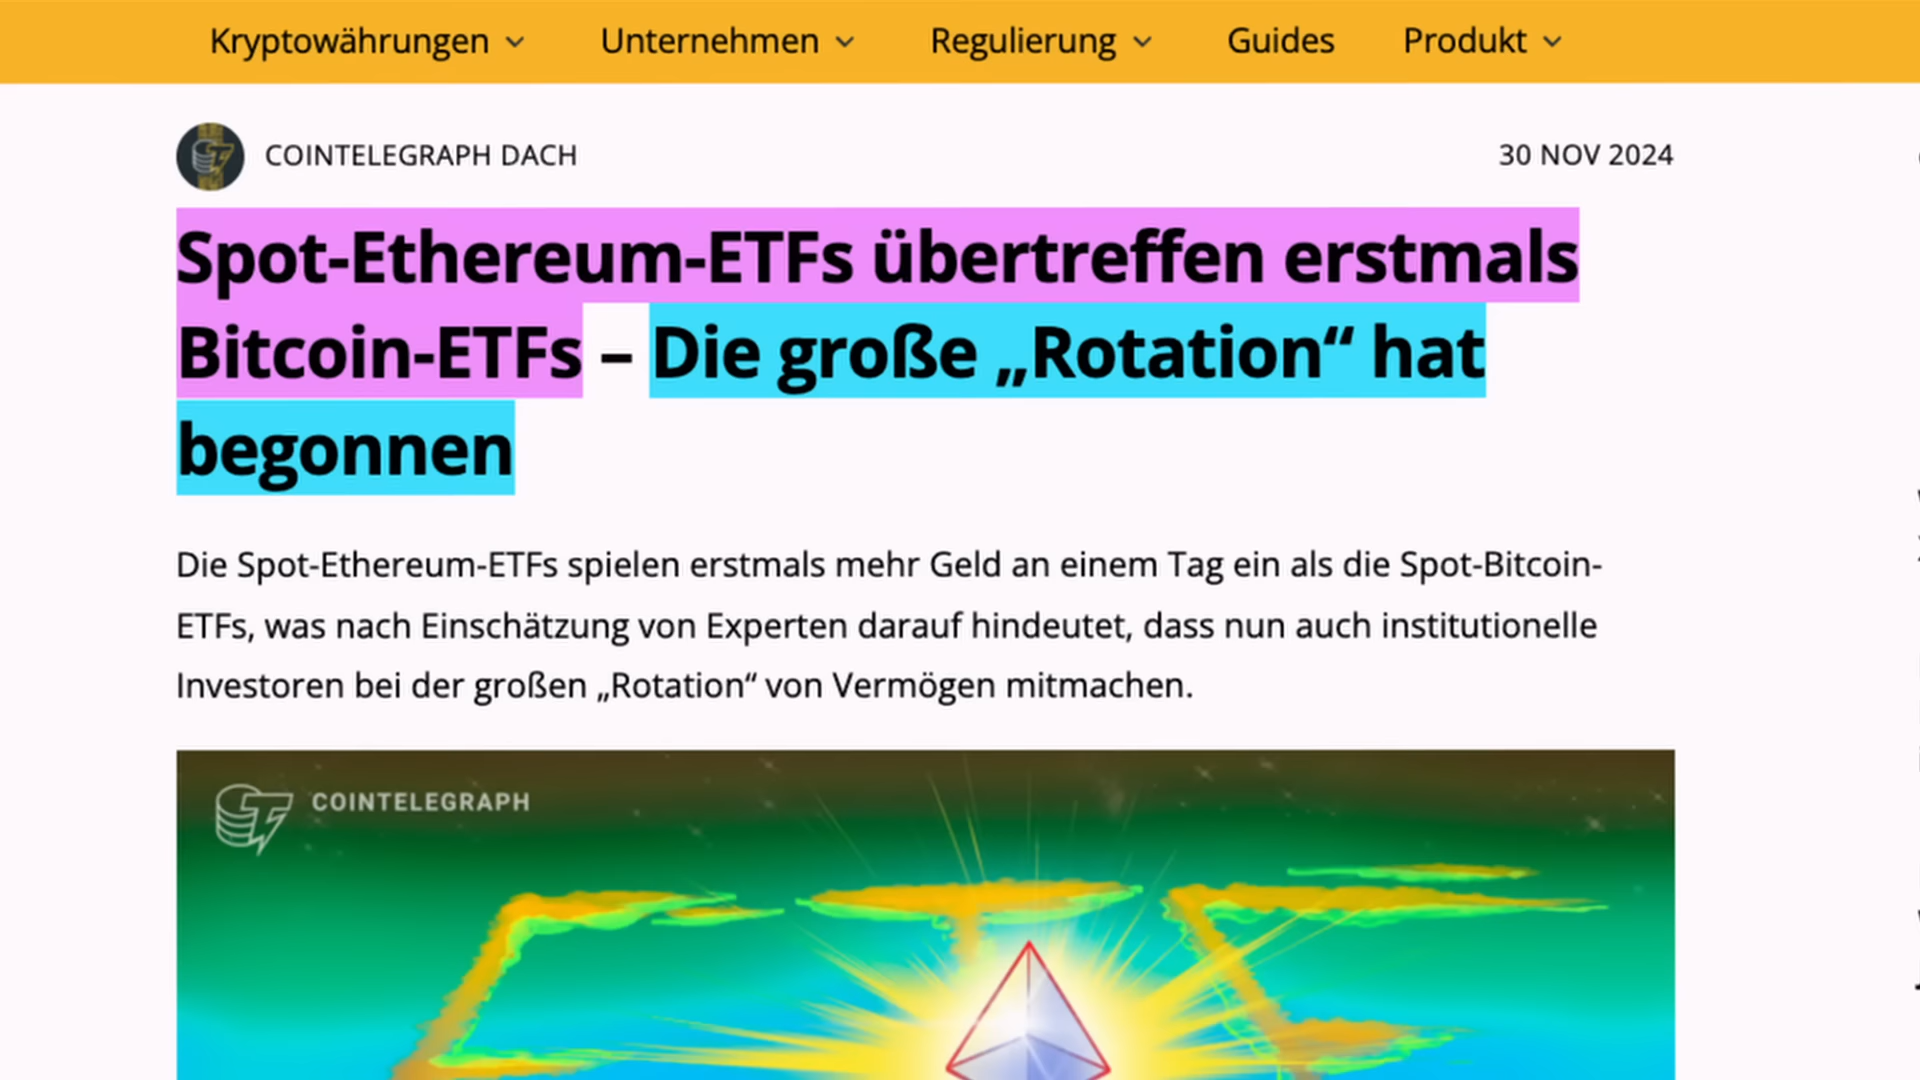 Kryptowährungen Unternehmen Regulierung Guides Produkt
COINTELEGRAPH DACH 30 NOV 2024
Spot-Ethereum-ETFs übertreffen erstmals
Bitcoin-ETFs – Die große „Rotation“ hat
begonnen
Die Spot-Ethereum-ETFs spielen erstmals mehr Geld an einem Tag ein als die Spot-Bitcoin-
ETFs, was nach Einschätzung von Experten darauf hindeutet, dass nun auch institutionelle
Investoren bei der großen „Rotation“ von Vermögen mitmachen.
COINTELEGRAPH